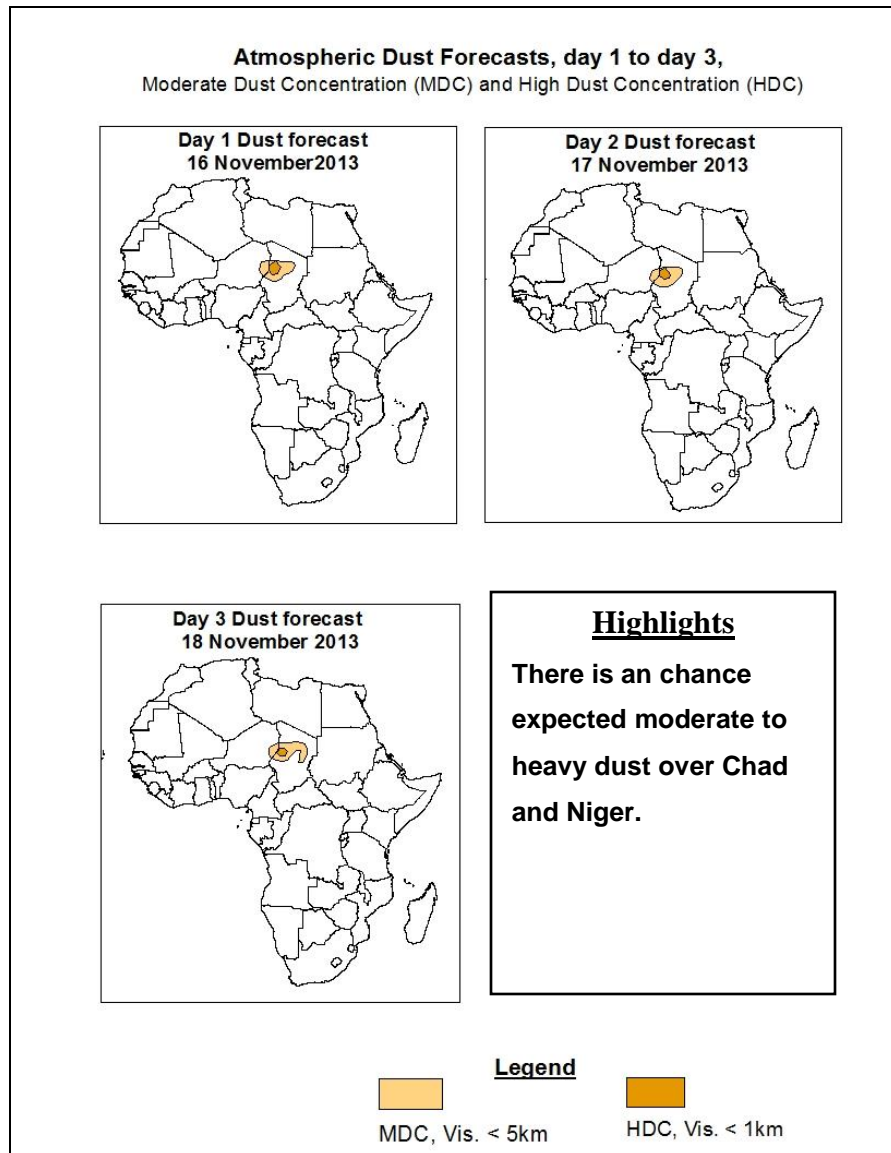 Atmospheric Dust Forecasts, day 1 to day 3,
Moderate Dust Concentration (MDC) and High Dust Concentration (HDC)
Day 1 Dust forecast
16 November2013
Day 2 Dust forecast
17 November 2013
Day 3 Dust forecast
18 November 2013
Highlights
There is an chance
expected moderate to
heavy dust over Chad
and Niger.
Legend
MDC, Vis. < 5km
HDC, Vis. < 1km